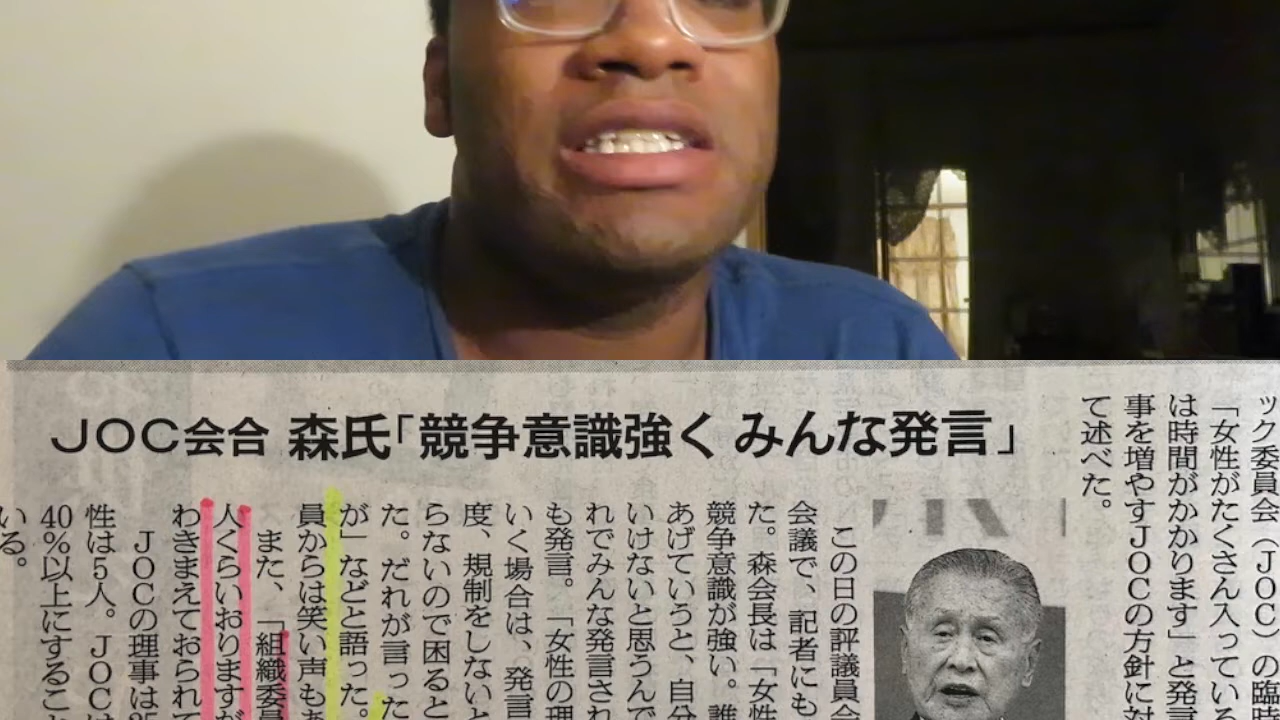 JOC会合 森氏「競争意識強く みんな発言」
ック委員会(JOC)の臨時
「女性がたくさん入っている
は時間がかかります」と発言
事を増やすJOCの方針に対
て述べた。
この日の評議員会
会議で、記者にも
た。森会長は「女性
競争意識が強い。誰
あげていうと、自分
いけないと思うんで
れでみんな発言され
も発言。「女性の理
いく場合は、発言
度、規制をしないと
らないので困ると
た。だれが言った
が」などと語った。
員からは笑い声もあ
また、「組織委員
人くらいおりますが
わきまえておられて
JOCの理事は25
性は5人。JOCは
40%以上にすること
いる。